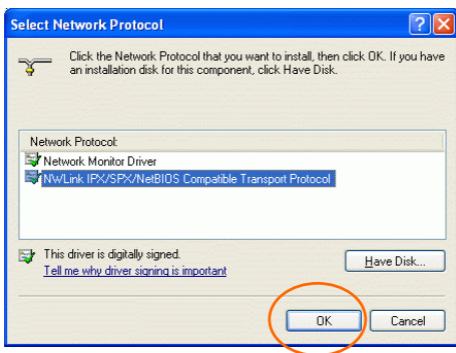 Select Network Protocol
Click the Network Protocol that you want to install, then click OK. If you have
an installation disk for this component, click Have Disk.
Network Protocol:
Network Monitor Driver
NWLink IPX/SPX/NetBIOS Compatible Transport Protocol
This driver is digitally signed.
Tell me why driver signing is important
Have Disk...
OK Cancel